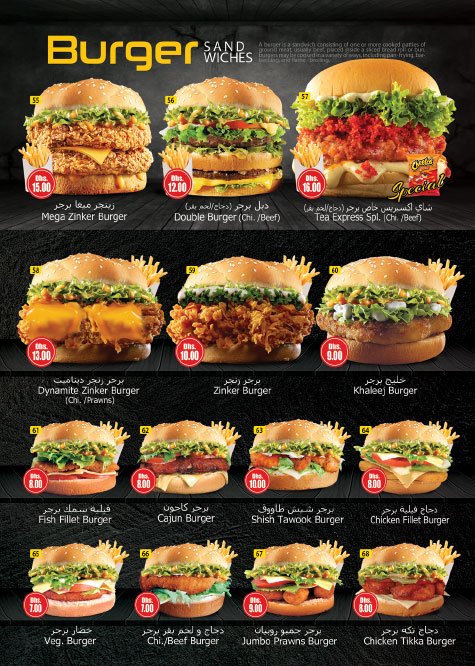 Burger SAND
WICHES
A burger is a sandwich consisting of one or more cooked patties of
ground meat, usually beef, placed inside a sliced bread roll or bun.
55
56
57
Dhs.
15.00
Dhs.
12.00
Dhs.
16.00
Cheetos
Special
زينجر ميغا برجر
Mega Zinker Burger
دبل برجر (دجاج/لحم بقر)
Double Burger (Chi. /Beef)
شاي اكسبريس خاص برجر (دجاج/لحم بقر)
Tea Express Spl. (Chi. /Beef)
58
59
60
Dhs.
13.00
Dhs.
10.00
Dhs.
9.00
برجر زنجر ديناميت
Dynamite Zinker Burger
(Chi. /Prawns)
برجر زنجر
Zinker Burger
خليج برجر
Khaleej Burger
61
62
63
64
Dhs.
8.00
Dhs.
8.00
Dhs.
10.00
Dhs.
8.00
فيليه سمك برجر
Fish Fillet Burger
برجر كاجون
Cajun Burger
برجر شيش طاووق
Shish Tawook Burger
دجاج فيلية برجر
Chicken Fillet Burger
65
66
67
68
Dhs.
7.00
Dhs.
7.00
Dhs.
9.00
Dhs.
8.00
خضار برجر
Veg. Burger
دجاج و لحم بقر برجر
Chi./Beef Burger
برجر جمبو روبيان
Jumbo Prawns Burger
دجاج تكه برجر
Chicken Tikka Burger